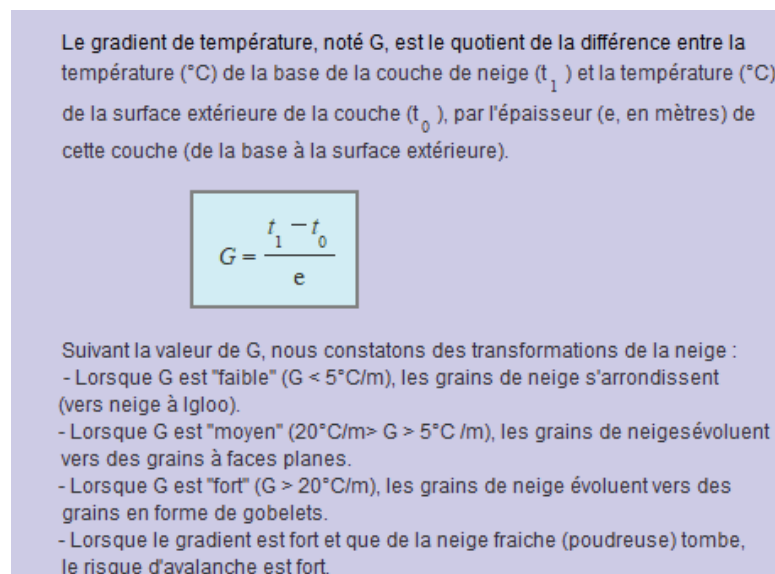 Le gradient de température, noté G, est le quotient de la différence entre la
température (°C) de la base de la couche de neige (t1) et la température (°C)
de la surface extérieure de la couche (t0), par l'épaisseur (e, en mètres) de
cette couche (de la base à la surface extérieure).
G = (t1 − t0) / e
Suivant la valeur de G, nous constatons des transformations de la neige :
- Lorsque G est "faible" (G < 5°C/m), les grains de neige s'arrondissent
(vers neige à Igloo).
- Lorsque G est "moyen" (20°C/m> G > 5°C /m), les grains de neigesévoluent
vers des grains à faces planes.
- Lorsque G est "fort" (G > 20°C/m), les grains de neige évoluent vers des
grains en forme de gobelets.
- Lorsque le gradient est fort et que de la neige fraiche (poudreuse) tombe,
le risque d'avalanche est fort.